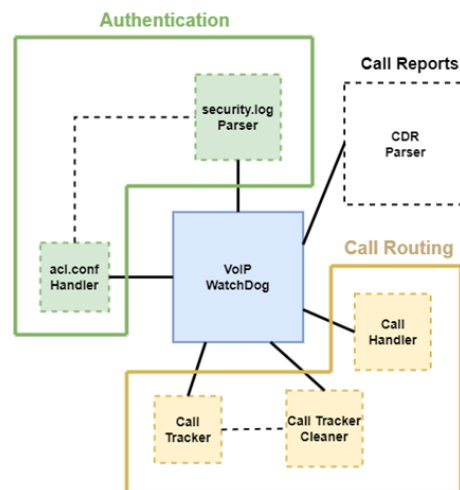 Authentication
security.log
Parser
Call Reports
CDR
Parser
acl.conf
Handler
VoIP
WatchDog
Call Routing
Call
Handler
Call
Tracker
Call Tracker
Cleaner